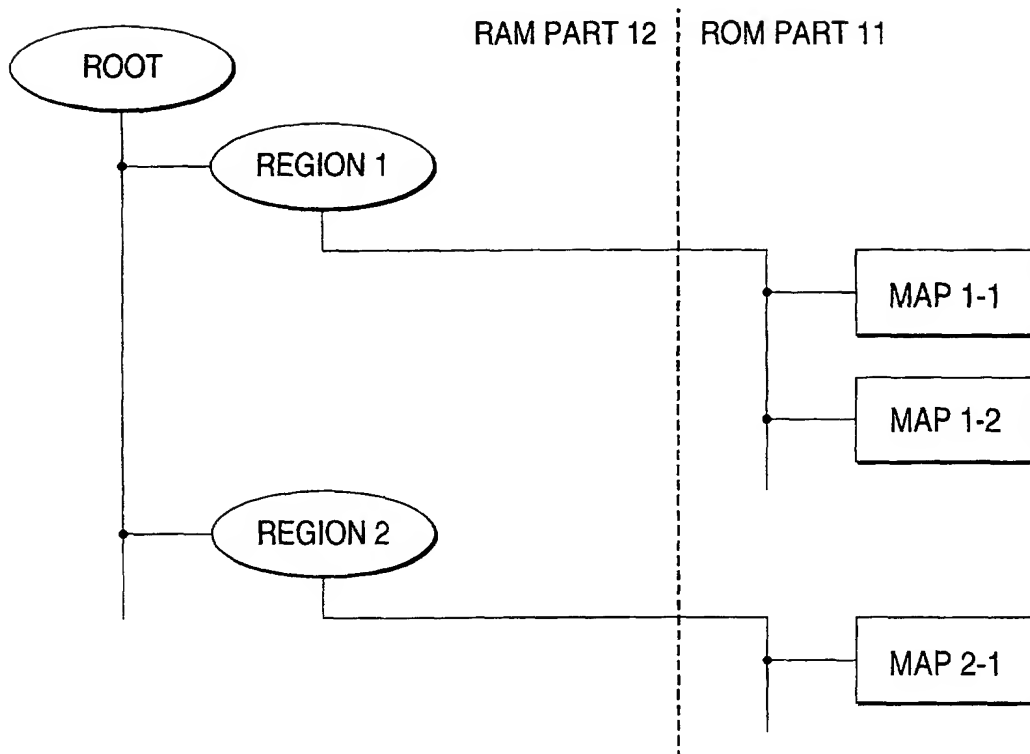 RAM PART 12
ROM PART 11
ROOT
REGION 1
MAP 1-1
MAP 1-2
REGION 2
MAP 2-1